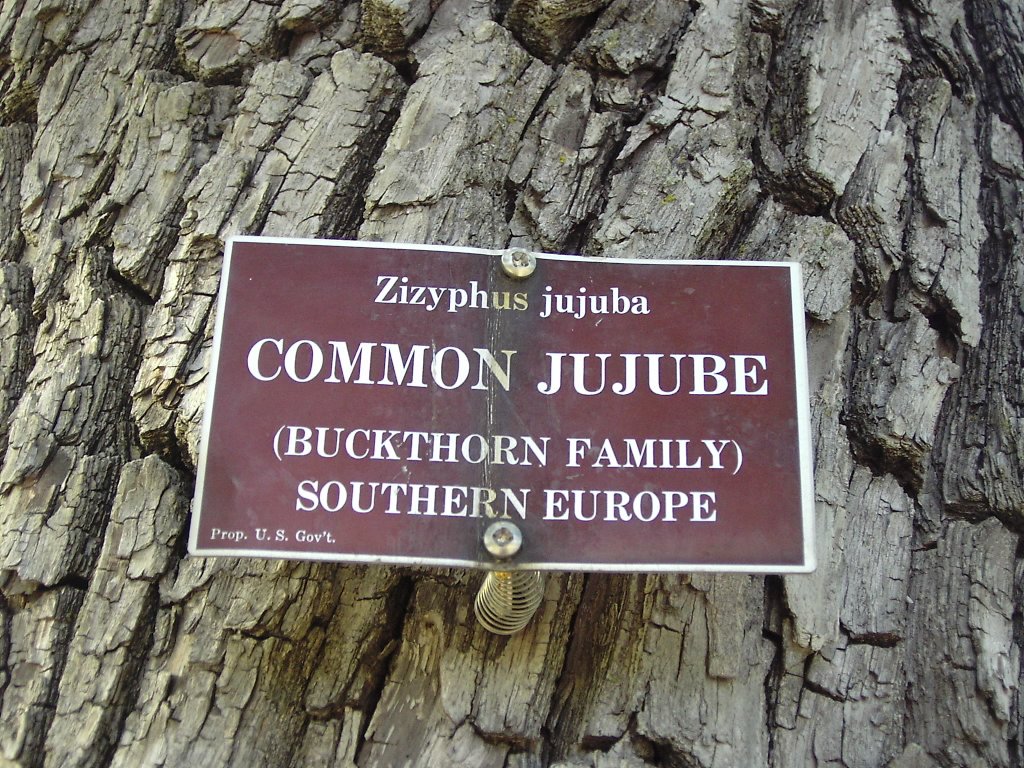 Zizyphus jujuba
COMMON JUJUBE
(BUCKTHORN FAMILY)
SOUTHERN EUROPE
Prop. U. S. Gov't.